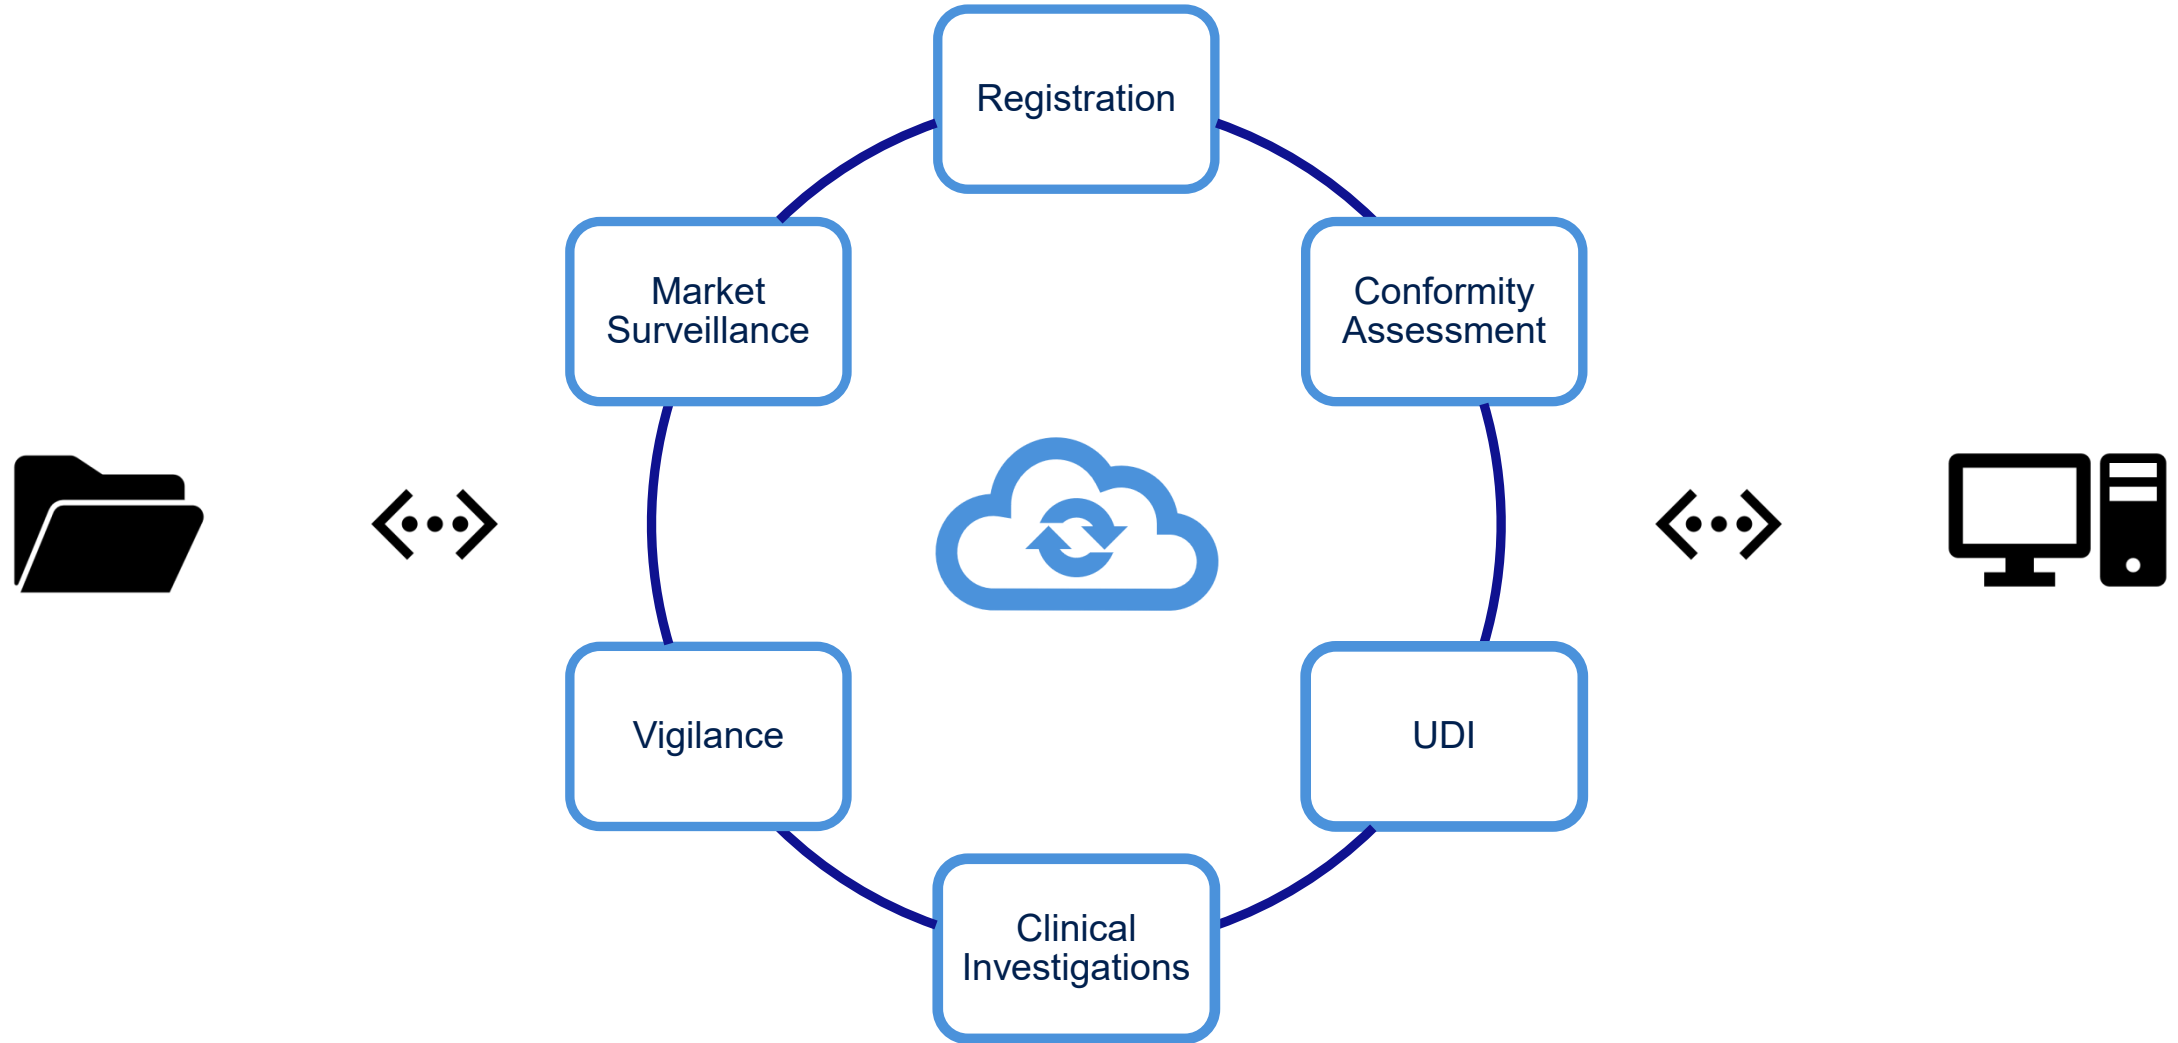 Registration
Market
Surveillance
Conformity
Assessment
Vigilance
UDI
Clinical
Investigations